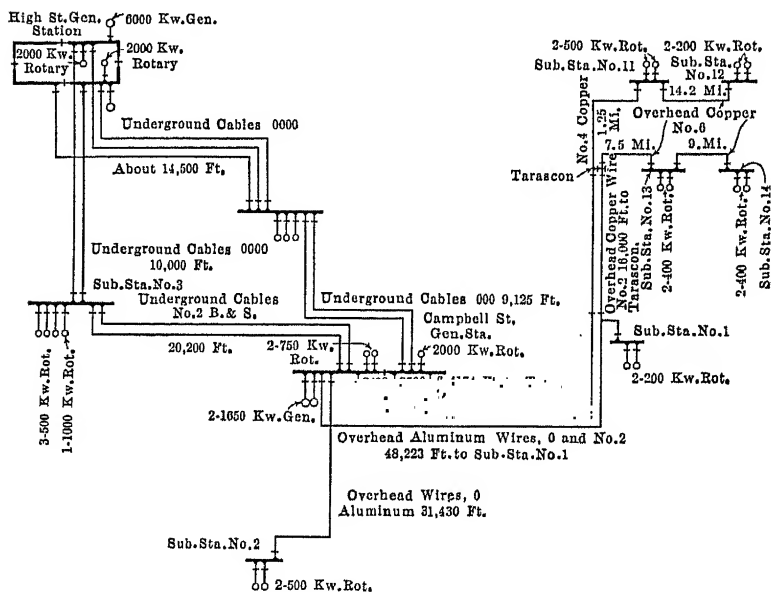 High St.Gen.
Station
6000 Kw.Gen.
2000 Kw.
Rotary
2000 Kw.
Rotary
Underground Cables 0000
About 14,500 Ft.
Underground Cables 0000
10,000 Ft.
Sub.Sta.No.3
Underground Cables
No.2 B.& S.
20,200 Ft.
3-500 Kw.Rot.
1-1000 Kw.Rot.
Underground Cables 000 9,125 Ft.
Campbell St.
Gen.Sta.
2-750 Kw.
Rot.
2000 Kw.Rot.
2-1650 Kw.Gen.
Overhead Aluminum Wires, 0 and No.2
48,223 Ft.to Sub.Sta.No.1
Overhead Wires, 0
Aluminum 31,430 Ft.
Sub.Sta.No.2
2-500 Kw.Rot.
2-500 Kw.Rot.
Sub.Sta.No.11
2-200 Kw.Rot.
Sub.Sta.
No.12
14.2 Mi.
Overhead Copper
No.6
No.4 Copper
1.25
Mi.
7.5 Mi.
9.Mi.
Tarascon
Overhead Copper Wire
No.2 16,000 Ft.to
Tarascon.
Sub.Sta.No.13
2-400 Kw.Rot.
2-400 Kw.Rot.
Sub.Sta.No.14
Sub.Sta.No.1
2-200 Kw.Rot.